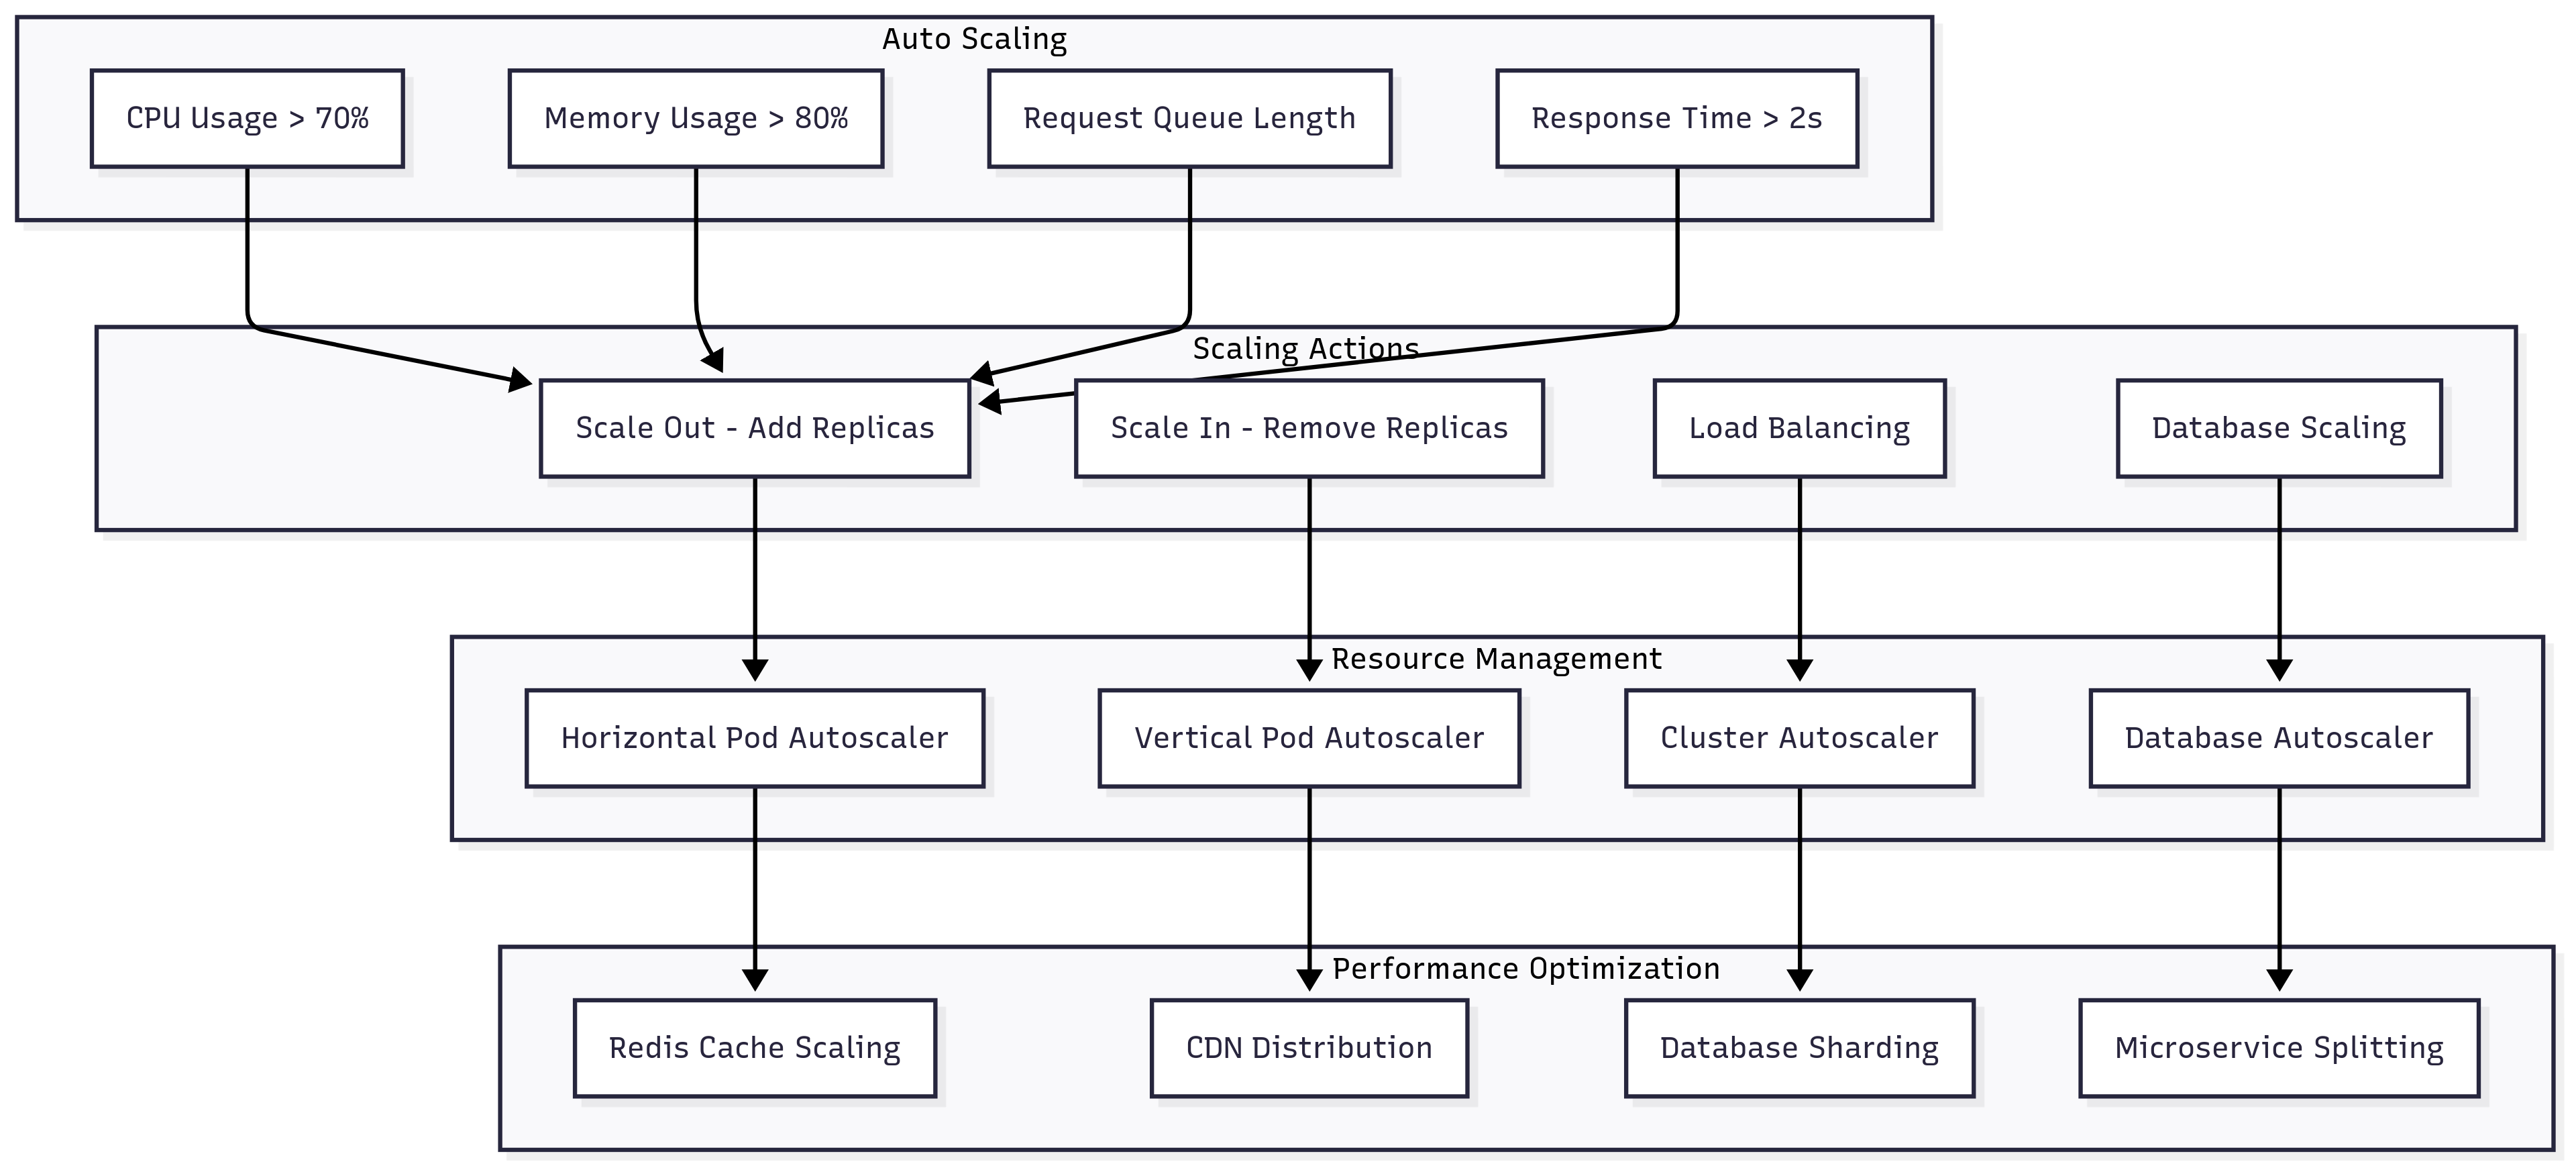 Auto Scaling
CPU Usage > 70%
Memory Usage > 80%
Request Queue Length
Response Time > 2s
Scaling Actions
Scale Out - Add Replicas
Scale In - Remove Replicas
Load Balancing
Database Scaling
Resource Management
Horizontal Pod Autoscaler
Vertical Pod Autoscaler
Cluster Autoscaler
Database Autoscaler
Performance Optimization
Redis Cache Scaling
CDN Distribution
Database Sharding
Microservice Splitting